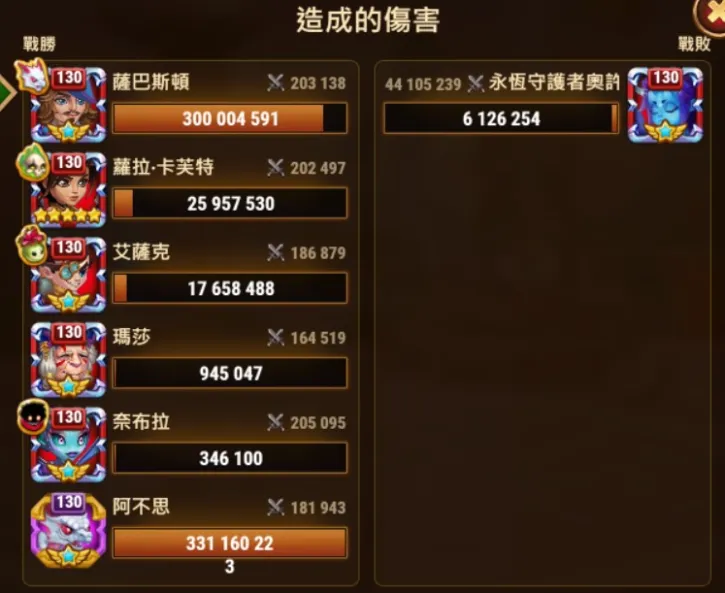 造成的傷害
戰勝
戰敗
130
薩巴斯頓
203 138
300 004 591
44 105 239
永恆守護者奧
130
6 126 254
130
蘿拉·卡芙特
202 497
25 957 530
130
艾薩克
186 879
17 658 488
130
瑪莎
164 519
945 047
130
奈布拉
205 095
346 100
130
阿不思
181 943
331 160 22
3